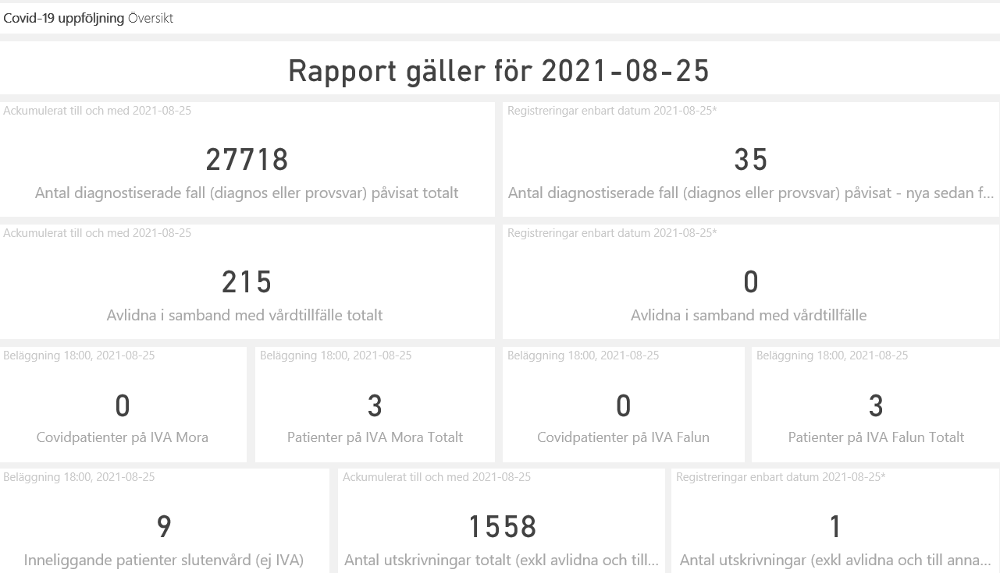 Covid-19 uppföljning Översikt
Rapport gäller för 2021-08-25
Ackumulerat till och med 2021-08-25
27718
Antal diagnostiserade fall (diagnos eller provsvar) påvisat totalt
Registreringar enbart datum 2021-08-25*
35
Antal diagnostiserade fall (diagnos eller provsvar) påvisat - nya sedan f...
Ackumulerat till och med 2021-08-25
215
Avlidna i samband med vårdtillfälle totalt
Registreringar enbart datum 2021-08-25*
0
Avlidna i samband med vårdtillfälle
Beläggning 18:00, 2021-08-25
0
Covidpatienter på IVA Mora
Beläggning 18:00, 2021-08-25
3
Patienter på IVA Mora Totalt
Beläggning 18:00, 2021-08-25
0
Covidpatienter på IVA Falun
Beläggning 18:00, 2021-08-25
3
Patienter på IVA Falun Totalt
Beläggning 18:00, 2021-08-25
9
Inneliggande patienter slutenvård (ej IVA)
Ackumulerat till och med 2021-08-25
1558
Antal utskrivningar totalt (exkl avlidna och till...
Registreringar enbart datum 2021-08-25*
1
Antal utskrivningar (exkl avlidna och till anna...